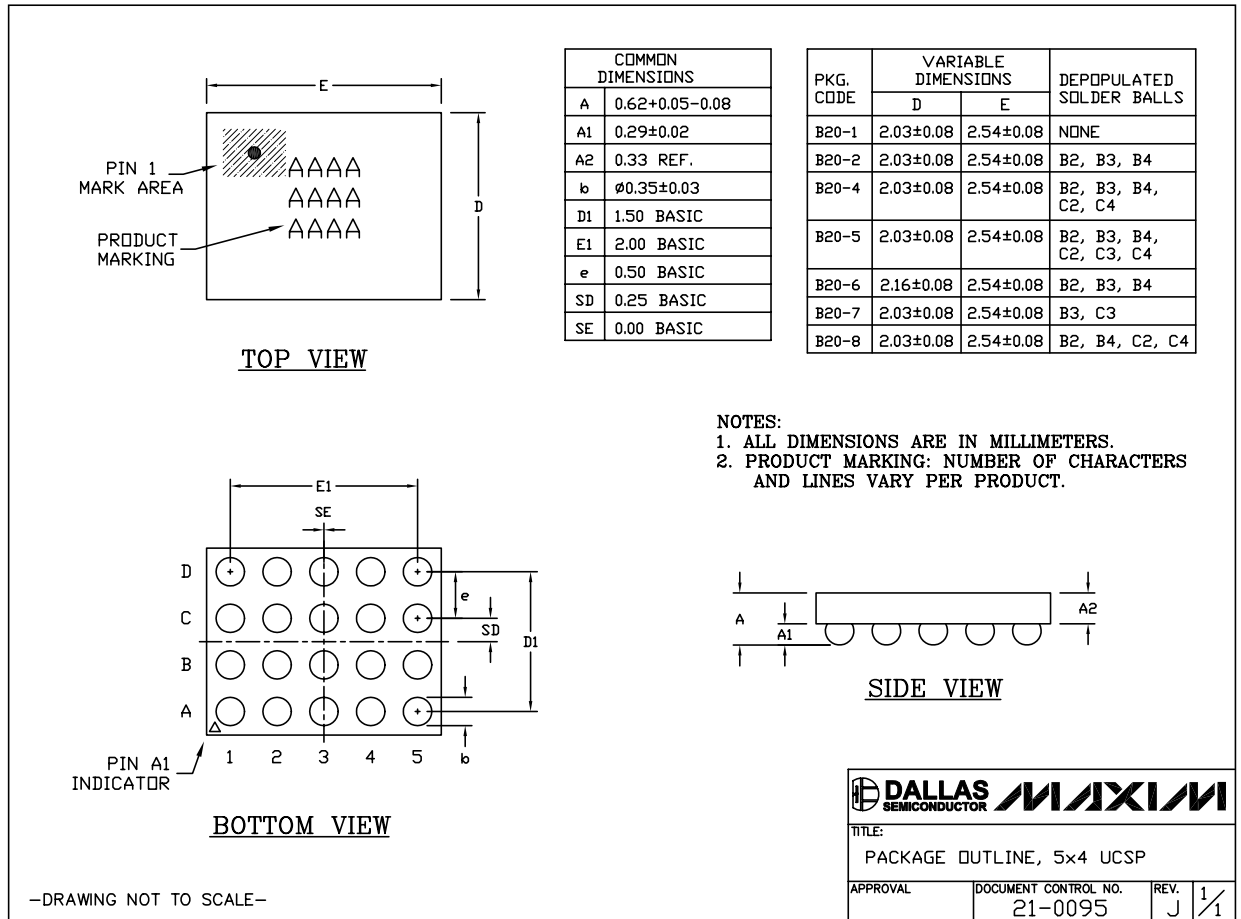 E
D
PIN 1
MARK AREA
AAAA
AAAA
AAAA
PRODUCT
MARKING
TOP VIEW
COMMON
DIMENSIONS
A 0.62+0.05-0.08
A1 0.29±0.02
A2 0.33 REF.
b ø0.35±0.03
D1 1.50 BASIC
E1 2.00 BASIC
e 0.50 BASIC
SD 0.25 BASIC
SE 0.00 BASIC
PKG.
CODE
VARIABLE
DIMENSIONS
D E
DEPOPULATED
SOLDER BALLS
B20-1 2.03±0.08 2.54±0.08 NONE
B20-2 2.03±0.08 2.54±0.08 B2, B3, B4
B20-4 2.03±0.08 2.54±0.08 B2, B3, B4,
C2, C4
B20-5 2.03±0.08 2.54±0.08 B2, B3, B4,
C2, C3, C4
B20-6 2.16±0.08 2.54±0.08 B2, B3, B4
B20-7 2.03±0.08 2.54±0.08 B3, C3
B20-8 2.03±0.08 2.54±0.08 B2, B4, C2, C4
NOTES:
1. ALL DIMENSIONS ARE IN MILLIMETERS.
2. PRODUCT MARKING: NUMBER OF CHARACTERS
AND LINES VARY PER PRODUCT.
E1
SE
D
C
B
A
e
SD
D1
1 2 3 4 5 b
PIN A1
INDICATOR
BOTTOM VIEW
A
A1
A2
SIDE VIEW
DALLAS
SEMICONDUCTOR
MAXIM
TITLE:
PACKAGE OUTLINE, 5x4 UCSP
APPROVAL
DOCUMENT CONTROL NO.
21-0095
REV.
J
1/1
-DRAWING NOT TO SCALE-